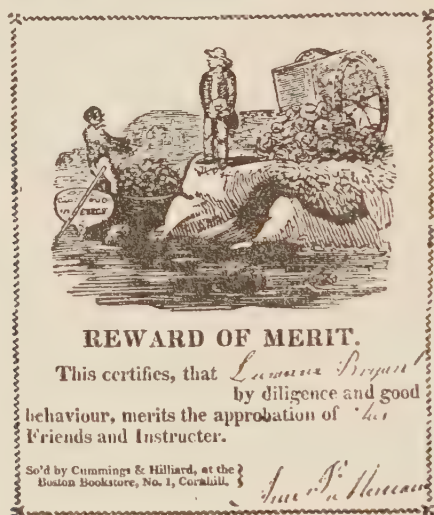 REWARD OF MERIT.
This certifies, that Bryant
by diligence and good
behaviour, merits the approbation of
Friends and Instructer.
So'd by Cummings & Hilliard, at the
Boston Bookstore, No. 1, Cornhill.